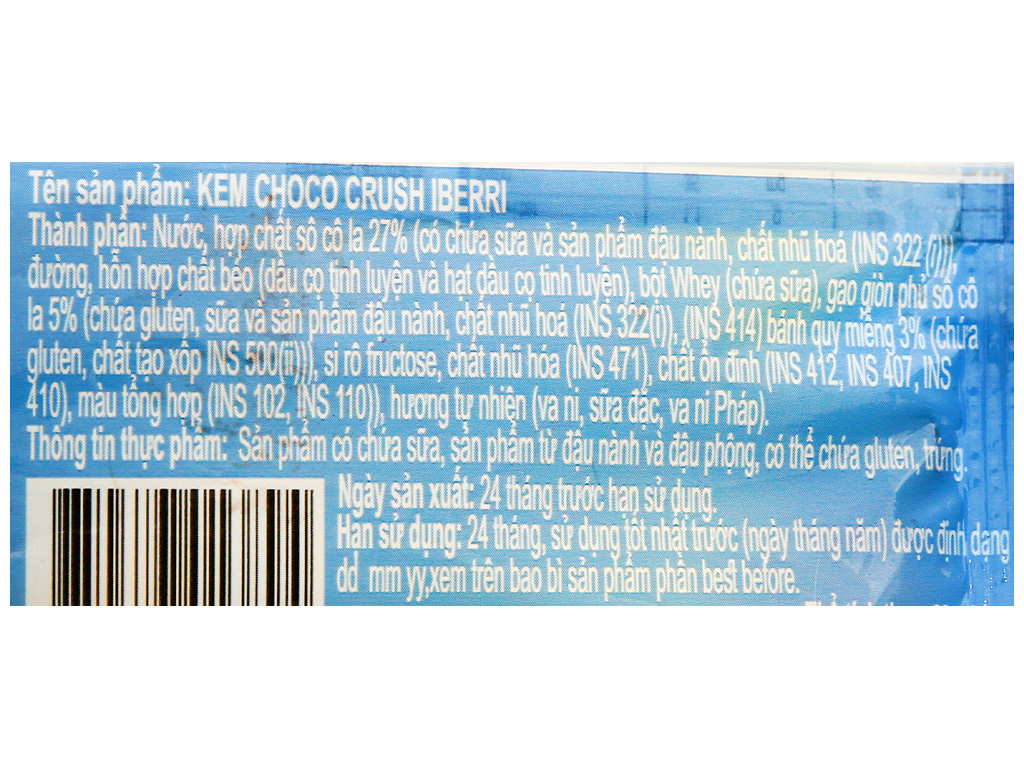 Tên sản phẩm: KEM CHOCO CRUSH IBERRI
Thành phần: Nước, hợp chất sô cô la 27% (có chứa sữa và sản phẩm đậu nành, chất nhũ hoá (INS 322 (i))),
đường, hỗn hợp chất béo (dầu cọ tinh luyện và hạt dầu cọ tinh luyện), bột Whey (chứa sữa), gạo giòn phủ sô cô
la 5% (chứa gluten, sữa và sản phẩm đậu nành, chất nhũ hoá (INS 322(i)), (INS 414) bánh quy miếng 3% (chứa
gluten, chất tạo xốp INS 500(ii))), si rô fructose, chất nhũ hóa (INS 471), chất ổn định (INS 412, INS 407, INS
410), màu tổng hợp (INS 102, INS 110)), hương tự nhiên (va ni, sữa đặc, va ni Pháp).
Thông tin thực phẩm: Sản phẩm có chứa sữa, sản phẩm từ đậu nành và đậu phộng, có thể chứa gluten, trứng.
Ngày sản xuất: 24 tháng trước hạn sử dụng.
Hạn sử dụng: 24 tháng, sử dụng tốt nhất trước (ngày tháng năm) được định dạng
dd mm yy,xem trên bao bì sản phẩm phần best before.